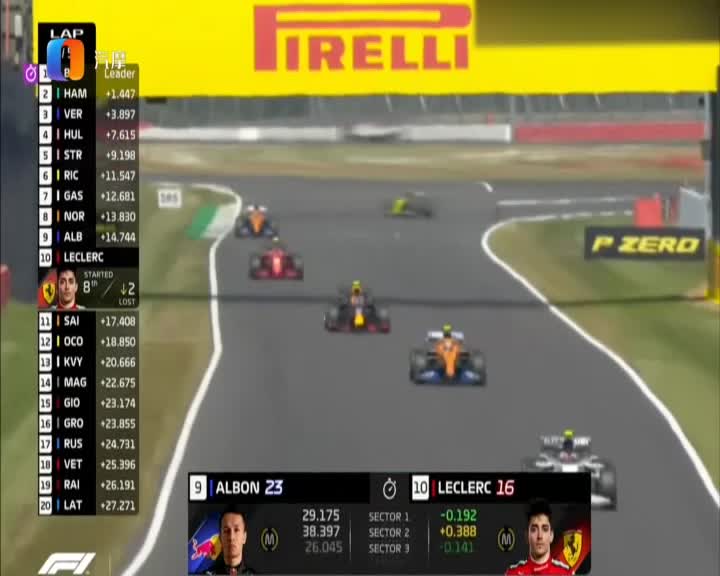 PIRELLI
LAP
汽摩
1 Leader
2 HAM +1.447
3 VER +3.897
4 HUL +7.615
5 STR +9.198
6 RIC +11.547
7 GAS +12.681
8 NOR +13.830
9 ALB +14.744
10 LECLERC
STARTED
8th 2
LOST
11 SAI +17.408
12 OCO +18.850
13 KVY +20.666
14 MAG +22.675
15 GIO +23.174
16 GRO +23.855
17 RUS +24.731
18 VET +25.396
19 RAI +26.191
20 LAT +27.271
P ZERO
9 ALBON 23 10 LECLERC 16
29.175 SECTOR 1 -0.192
38.397 SECTOR 2 +0.388
26.045 SECTOR 3 -0.141
M M
F1